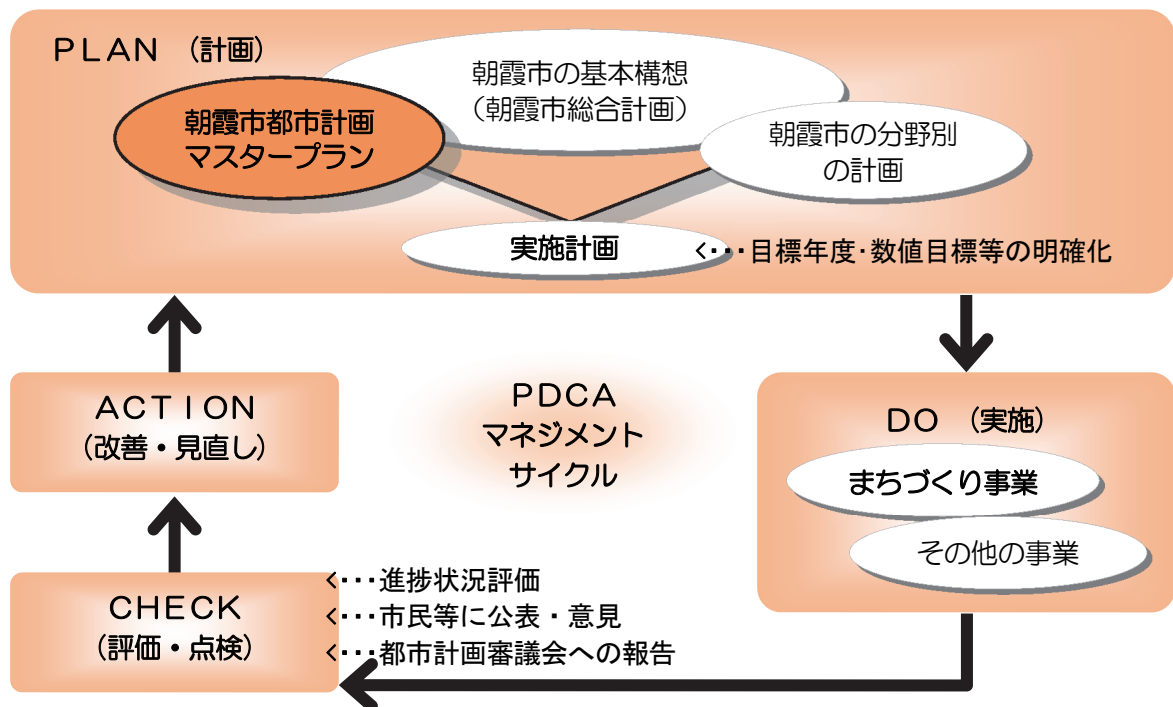 PLAN (計画)
朝霞市の基本構想
(朝霞市総合計画)
朝霞市都市計画
マスタープラン
朝霞市の分野別
の計画
実施計画
<・・・目標年度・数値目標等の明確化
ACTION
(改善・見直し)
PDCA
マネジメント
サイクル
DO (実施)
まちづくり事業
その他の事業
CHECK
(評価・点検)
<・・・進捗状況評価
<・・・市民等に公表・意見
<・・・都市計画審議会への報告